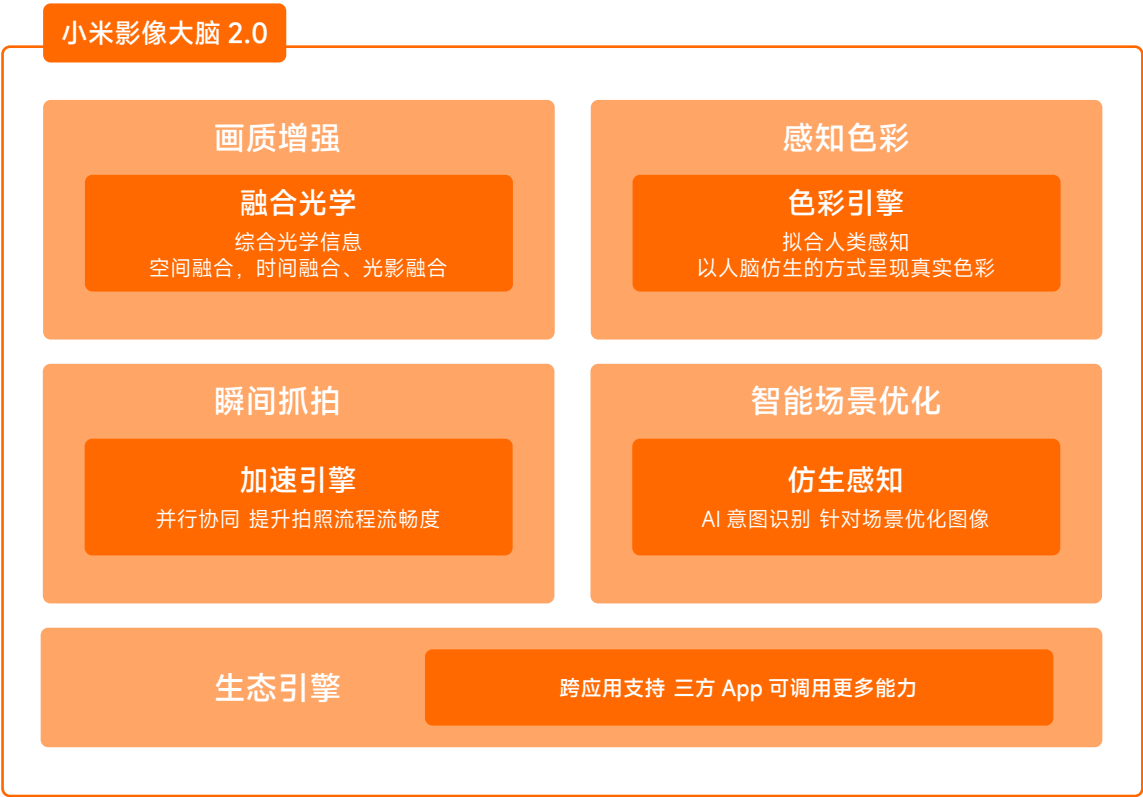 小米影像大脑 2.0
画质增强
融合光学
综合光学信息
空间融合，时间融合、光影融合
感知色彩
色彩引擎
拟合人类感知
以人脑仿生的方式呈现真实色彩
瞬间抓拍
加速引擎
并行协同 提升拍照流程流畅度
智能场景优化
仿生感知
AI 意图识别 针对场景优化图像
生态引擎
跨应用支持 三方 App 可调用更多能力